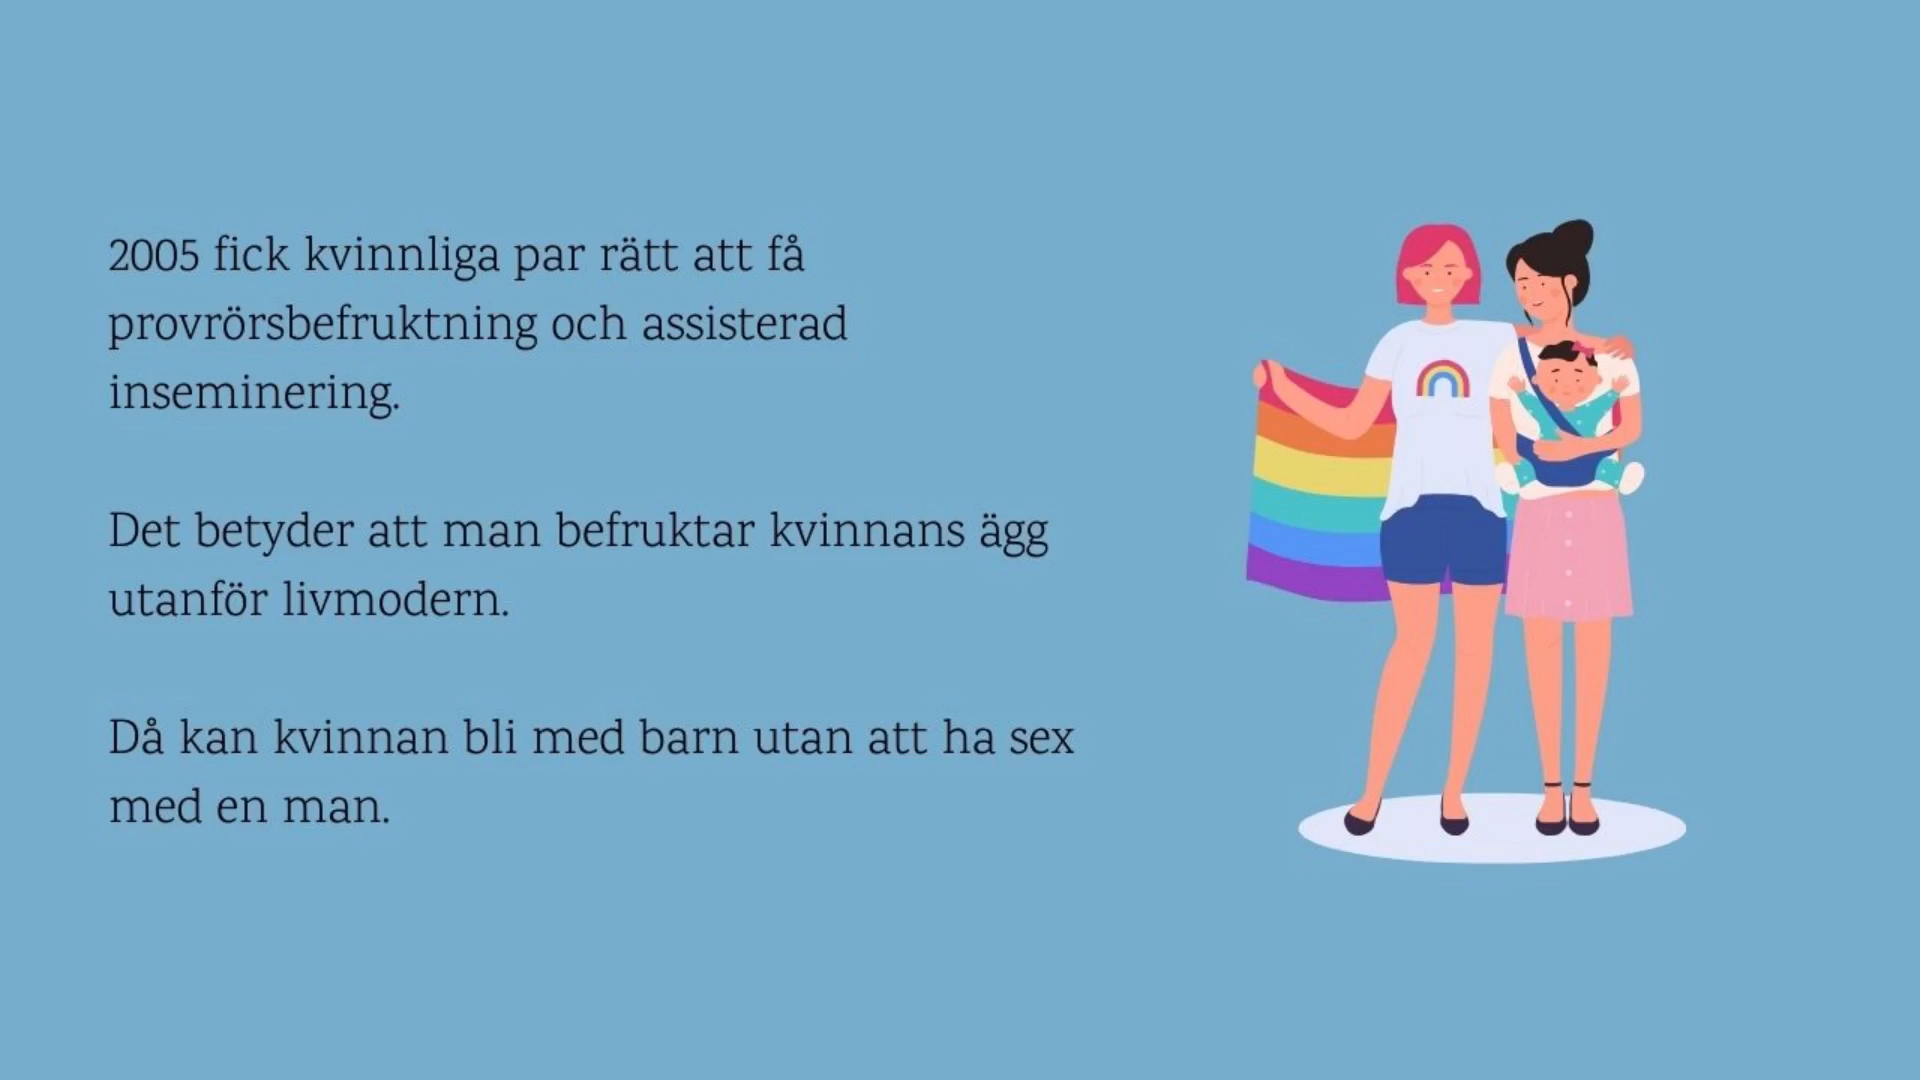 2005 fick kvinnliga par rätt att få
provrörsbefruktning och assisterad
inseminering.
Det betyder att man befruktar kvinnans ägg
utanför livmodern.
Då kan kvinnan bli med barn utan att ha sex
med en man.